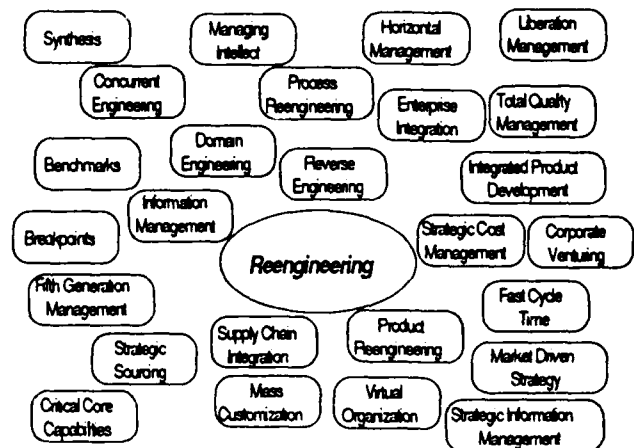 Synthesis
Managing
Intellect
Horizontal
Management
Liberation
Management
Concurrent
Engineering
Process
Reengineering
Enterprise
Integration
Total Quality
Management
Domain
Engineering
Benchmarks
Reverse
Engineering
Integrated Product
Development
Information
Management
Breakpoints
Reengineering
Strategic Cost
Management
Corporate
Venturing
Fifth Generation
Management
Fast Cycle
Time
Supply Chain
Integration
Product
Reengineering
Strategic
Sourcing
Market Driven
Strategy
Critical Core
Capabilties
Mass
Customization
Virtual
Organization
Strategic Information
Management